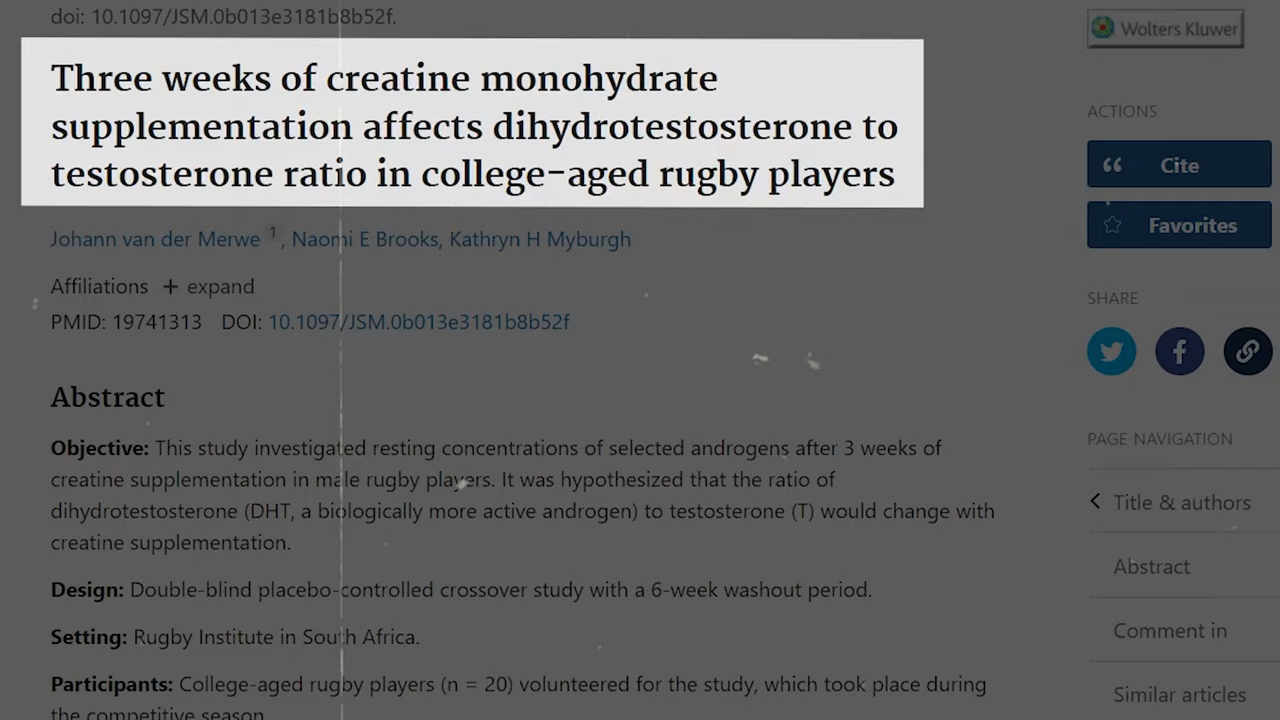 doi: 10.1097/JSM.0b013e3181b8b52f.
Three weeks of creatine monohydrate
supplementation affects dihydrotestosterone to
testosterone ratio in college-aged rugby players
Johann van der Merwe 1 , Naomi E Brooks, Kathryn H Myburgh
Affiliations + expand
PMID: 19741313 DOI: 10.1097/JSM.0b013e3181b8b52f
Abstract
Objective: This study investigated resting concentrations of selected androgens after 3 weeks of
creatine supplementation in male rugby players. It was hypothesized that the ratio of
dihydrotestosterone (DHT, a biologically more active androgen) to testosterone (T) would change with
creatine supplementation.
Design: Double-blind placebo-controlled crossover study with a 6-week washout period.
Setting: Rugby Institute in South Africa.
Participants: College-aged rugby players (n = 20) volunteered for the study, which took place during
the competitive season.
Wolters Kluwer
ACTIONS
Cite
Favorites
SHARE
PAGE NAVIGATION
Title & authors
Abstract
Comment in
Similar articles